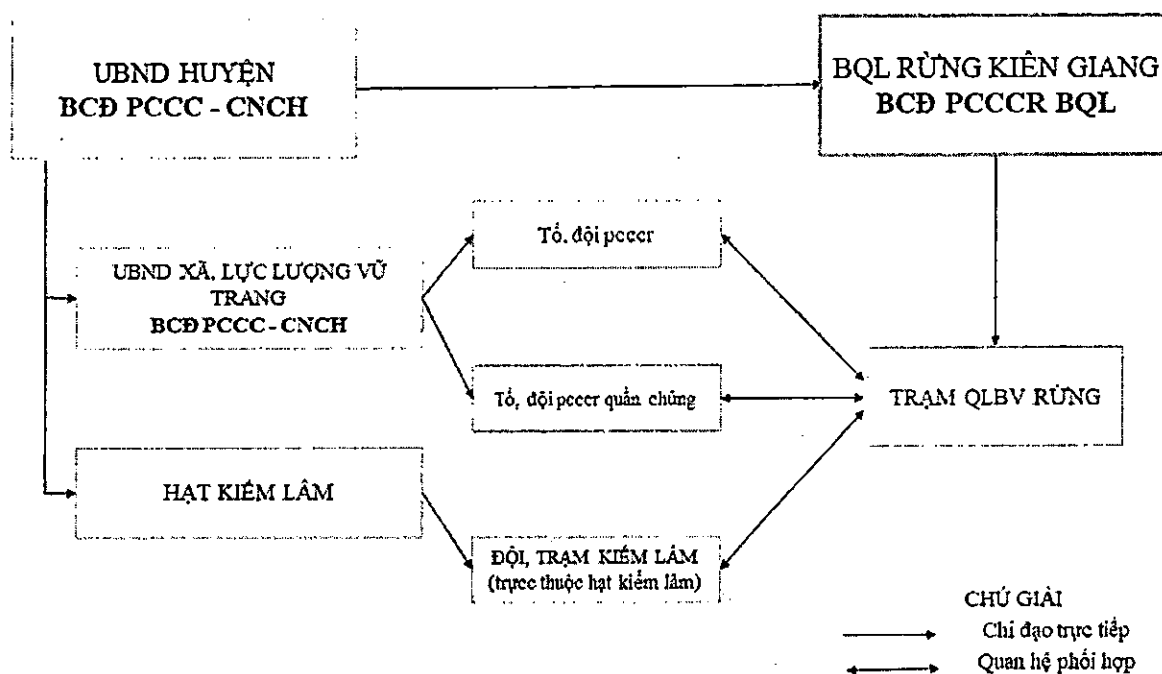 UBND HUYỆN
BCĐ PCCC - CNCH
BQL RỪNG KIÊN GIANG
BCĐ PCCCR BQL
Tổ, đội pcccr
UBND XÃ, LỰC LƯỢNG VŨ
TRANG
BCĐ PCCC - CNCH
Tổ, đội pcccr quần chúng
TRẠM QLBV RỪNG
HẠT KIỂM LÂM
ĐỘI, TRẠM KIỂM LÂM
(trựcc thuộc hạt kiểm lâm)
CHÚ GIẢI
Chỉ đạo trực tiếp
Quan hệ phối hợp